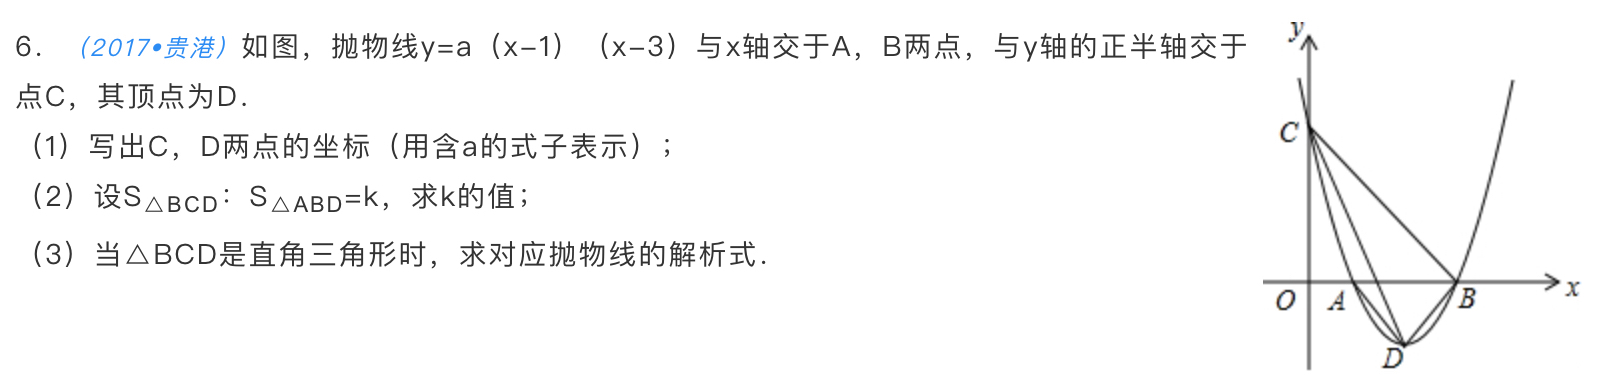 6. （2017•贵港）如图，抛物线y=a（x−1）（x−3）与x轴交于A，B两点，与y轴的正半轴交于
点C，其顶点为D.
（1）写出C，D两点的坐标（用含a的式子表示）；
（2）设S△BCD：S△ABD=k，求k的值；
（3）当△BCD是直角三角形时，求对应抛物线的解析式.
y
C
O A B x
D